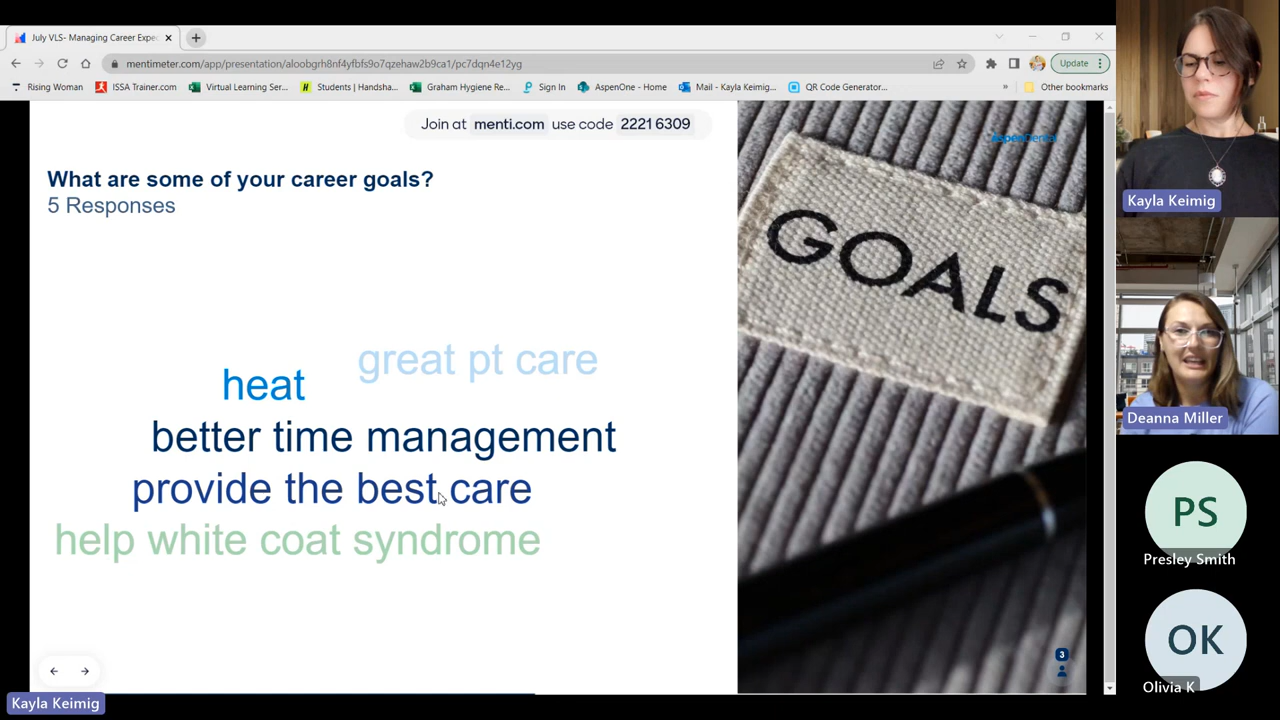 July VLS- Managing Career Expec
mentimeter.com/app/presentation/aloobgrh8nf4yfbfs9o7qzehaw2b9ca1/pc7dqn4e12yg
Update
Rising Woman
ISSA Trainer.com
Virtual Learning Ser...
Students | Handsha...
Graham Hygiene Re...
Sign In
AspenOne - Home
Mail - Kayla Keimig...
QR Code Generator...
»
Other bookmarks
Join at menti.com use code 2221 6309
AspenDental
What are some of your career goals?
5 Responses
GOALS
great pt care
heat
better time management
provide the best care
help white coat syndrome
3
Kayla Keimig
Kayla Keimig
Deanna Miller
PS
Presley Smith
OK
Olivia K